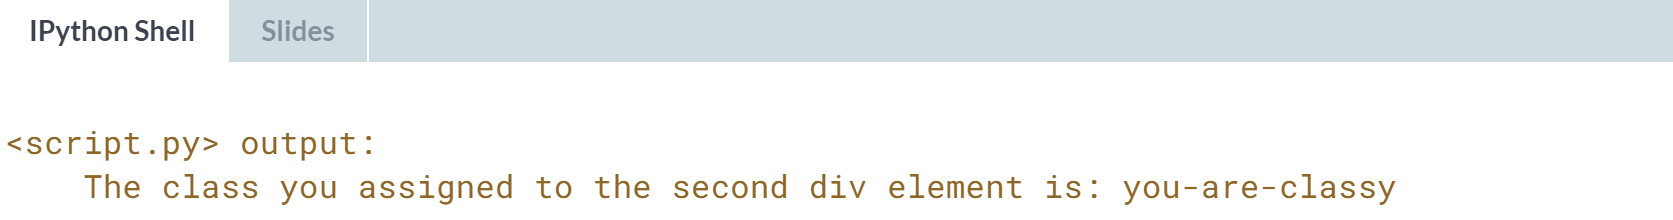 IPython Shell Slides
<script.py> output:
The class you assigned to the second div element is: you-are-classy